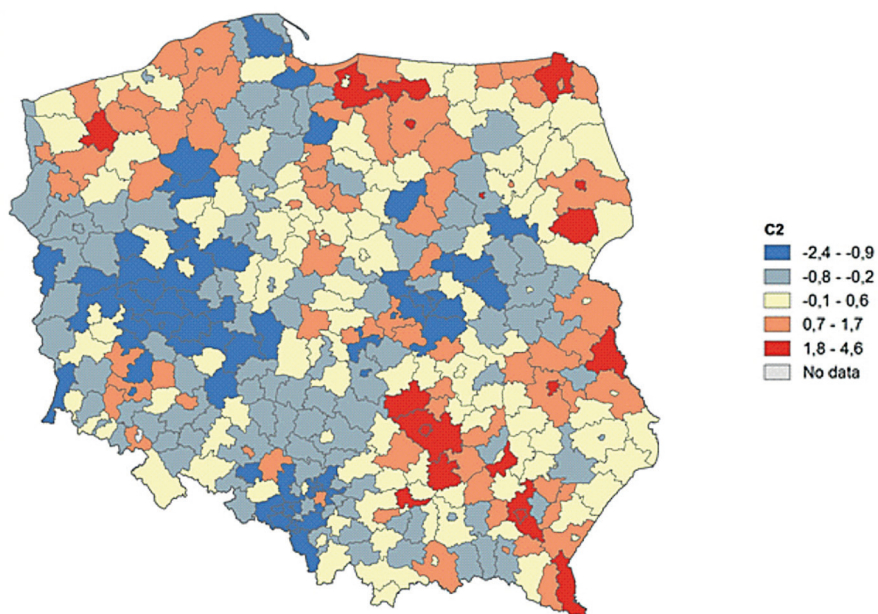 C2
-2,4 - -0,9
-0,8 - -0,2
-0,1 - 0,6
0,7 - 1,7
1,8 - 4,6
No data